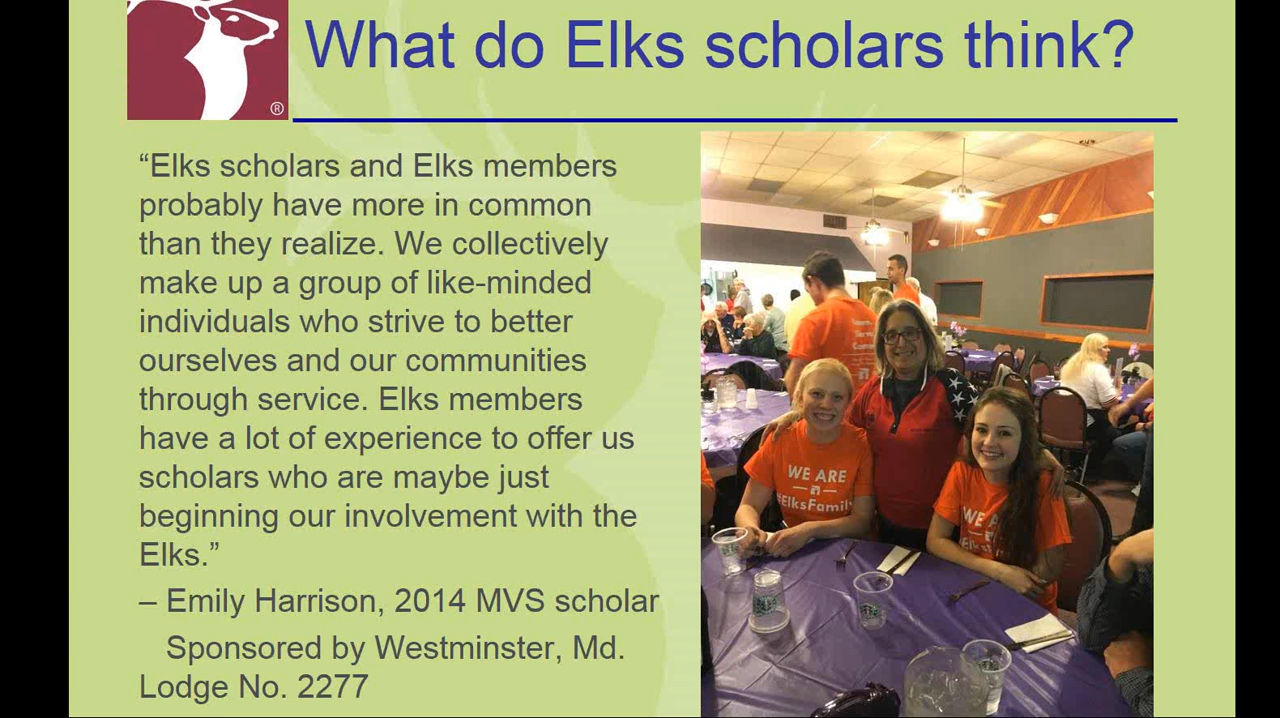 What do Elks scholars think?
®
“Elks scholars and Elks members
probably have more in common
than they realize. We collectively
make up a group of like-minded
individuals who strive to better
ourselves and our communities
through service. Elks members
have a lot of experience to offer us
scholars who are maybe just
beginning our involvement with the
Elks.”
– Emily Harrison, 2014 MVS scholar
Sponsored by Westminster, Md.
Lodge No. 2277
WE ARE
#ElksFamily
WE A